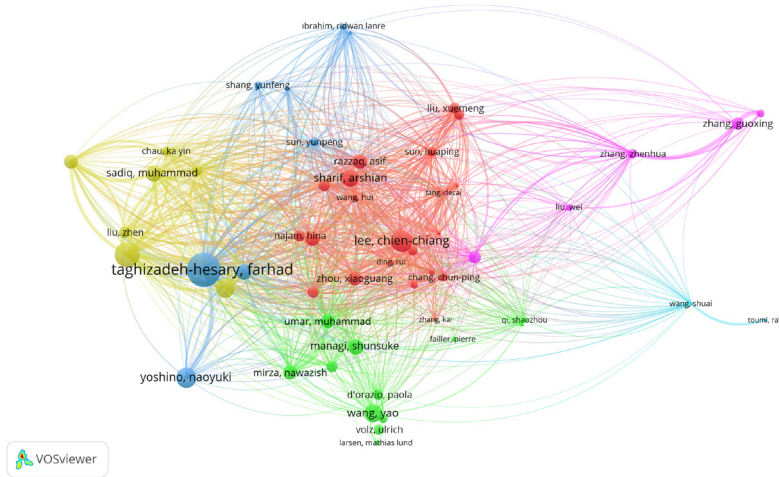 ibrahim, ridwan lanre
shang, yunfeng
liu, xuemeng
zhang, guoxing
sun, yunpeng
chau, ka yin
sun, huaping
zhang, zhenhua
razzaq, asif
sadiq, muhammad
sharif, arshian
wang, hui
liu, wei
liu, zhen
najam, hina
lee, chien-chiang
ding, rui
taghizadeh-hesary, farhad
zhou, xiaoguang
chang, chun-ping
wang, shuai
umar, muhammad
zhang, kai
qi, shaozhou
toumi, ra
failler, pierre
managi, shunsuke
mirza, nawazish
yoshino, naoyuki
d'orazio, paola
wang, yao
volz, ulrich
larsen, mathias lund
VOSviewer